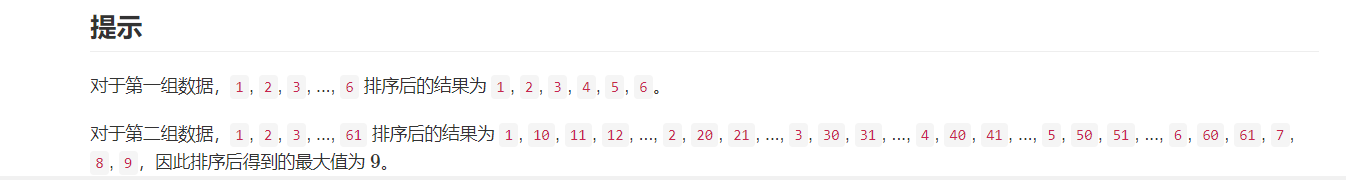 提示
对于第一组数据，1, 2, 3, ..., 6 排序后的结果为 1, 2, 3, 4, 5, 6。
对于第二组数据，1, 2, 3, ..., 61 排序后的结果为 1, 10, 11, 12, ..., 2, 20, 21, ..., 3, 30, 31, ..., 4, 40, 41, ..., 5, 50, 51, ..., 6, 60, 61, 7,
8, 9，因此排序后得到的最大值为 9。